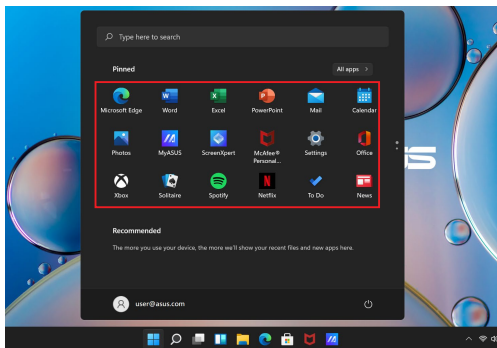 Type here to search
Pinned
All apps >
Microsoft Edge
Word
Excel
PowerPoint
Mail
Calendar
Photos
MyASUS
ScreenXpert
McAfee®
Personal...
Settings
Office
Xbox
Solitaire
Spotify
Netflix
To Do
News
Recommended
The more you use your device, the more we'll show your recent files and new apps here.
user@asus.com